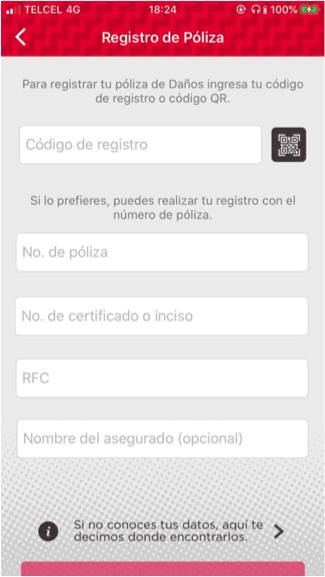 TELCEL 4G 18:24 100%
Registro de Póliza
Para registrar tu póliza de Daños ingresa tu código
de registro o código QR.
Código de registro
Si lo prefieres, puedes realizar tu registro con el
número de póliza.
No. de póliza
No. de certificado o inciso
RFC
Nombre del asegurado (opcional)
Si no conoces tus datos, aquí te
decimos donde encontrarlos.